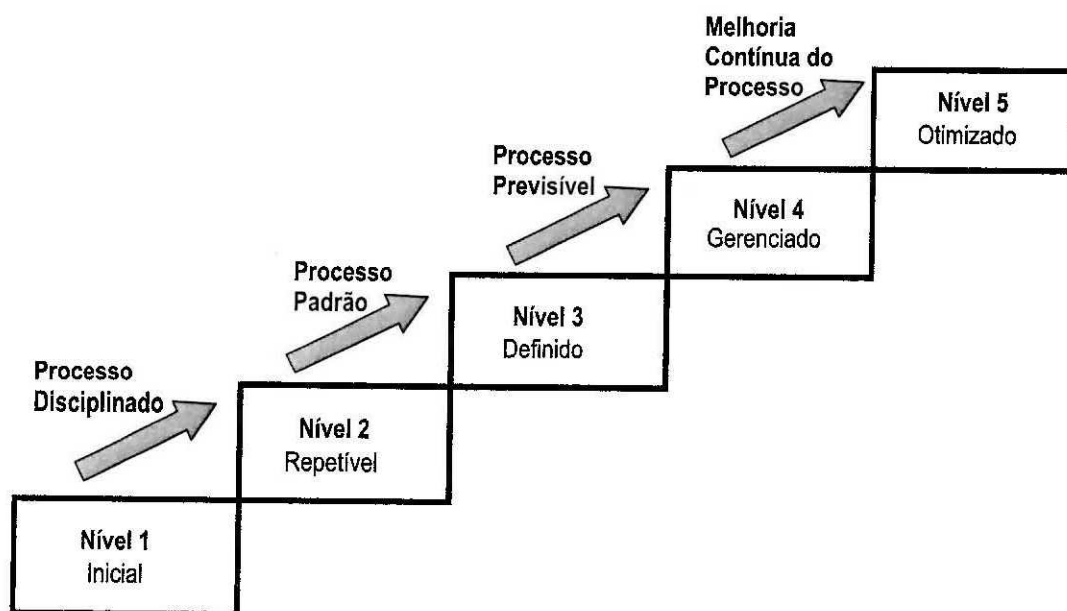 Melhoria
Contínua do
Processo
Nível 5
Otimizado
Processo
Previsível
Nível 4
Gerenciado
Processo
Padrão
Nível 3
Definido
Processo
Disciplinado
Nível 2
Repetível
Nível 1
Inicial